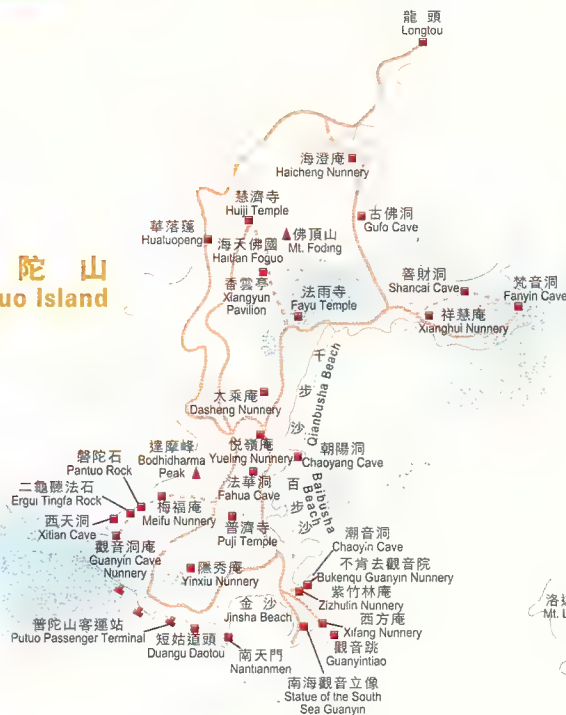 龍頭
Longtou
海澄庵
Haicheng Nunnery
慧濟寺
Huiji Temple
古佛洞
Gufo Cave
華落蓬
Huatuopeng
佛頂山
Mt. Foding
海天佛國
Haitian Foguo
陀山
uo Island
善財洞
Shancai Cave
梵音洞
Fanyin Cave
香雲亭
Xiangyun
Pavilion
法雨寺
Fayu Temple
祥慧庵
Xianghui Nunnery
千步沙
Qianbusha Beach
大乘庵
Dasheng Nunnery
悦嶺庵
Yueling Nunnery
朝陽洞
Chaoyang Cave
達摩峰
Bodhidharma
Peak
磐陀石
Pantuo Rock
法華洞
Fahua Cave
百步沙
Baibusha
Beach
二龜聽法石
Ergui Tingfa Rock
梅福庵
Meifu Nunnery
西天洞
Xitian Cave
普濟寺
Puji Temple
潮音洞
Chaoyin Cave
觀音洞庵
Guanyin Cave
Nunnery
不肯去觀音院
Bukenqu Guanyin Nunnery
隱秀庵
Yinxiu Nunnery
紫竹林庵
Zizhulin Nunnery
金沙
Jinsha Beach
西方庵
Xifang Nunnery
普陀山客運站
Putuo Passenger Terminal
短姑道頭
Duangu Daotou
觀音跳
Guanyintiao
南天門
Nantianmen
南海觀音立像
Statue of the South
Sea Guanyin
洛
Mt. L